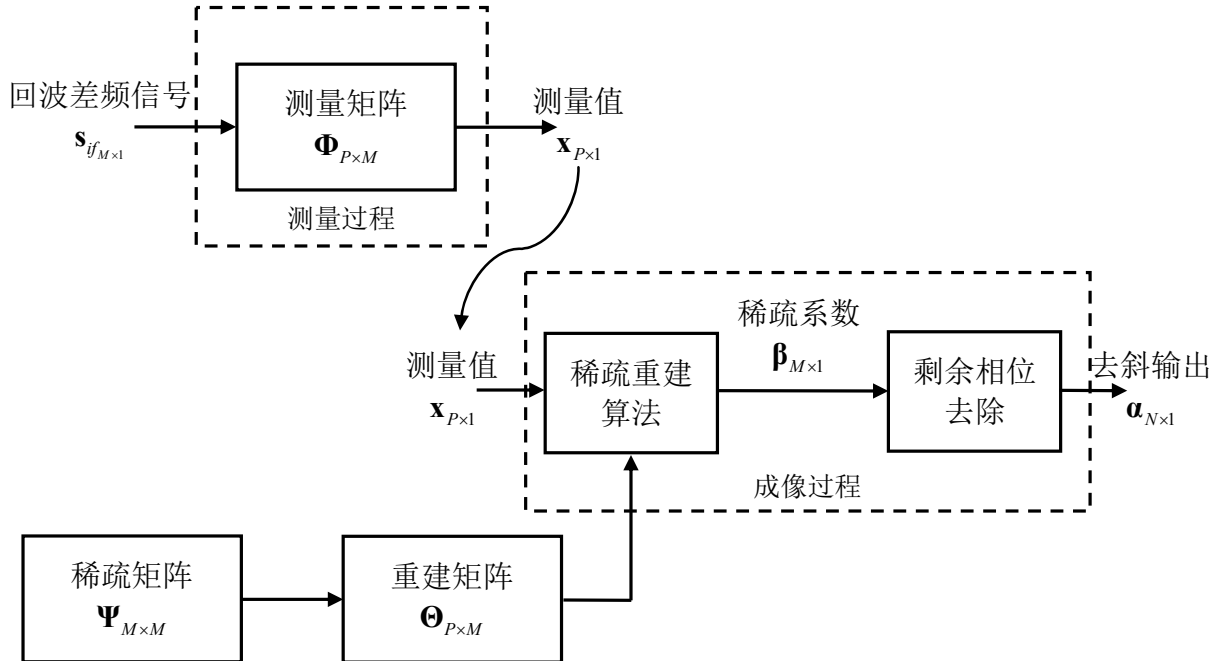 回波差频信号
s_{if_{M×1}}
测量矩阵
Φ_{P×M}
测量过程
测量值
x_{P×1}
测量值
x_{P×1}
稀疏重建
算法
稀疏系数
β_{M×1}
剩余相位
去除
成像过程
去斜输出
α_{N×1}
稀疏矩阵
Ψ_{M×M}
重建矩阵
Θ_{P×M}